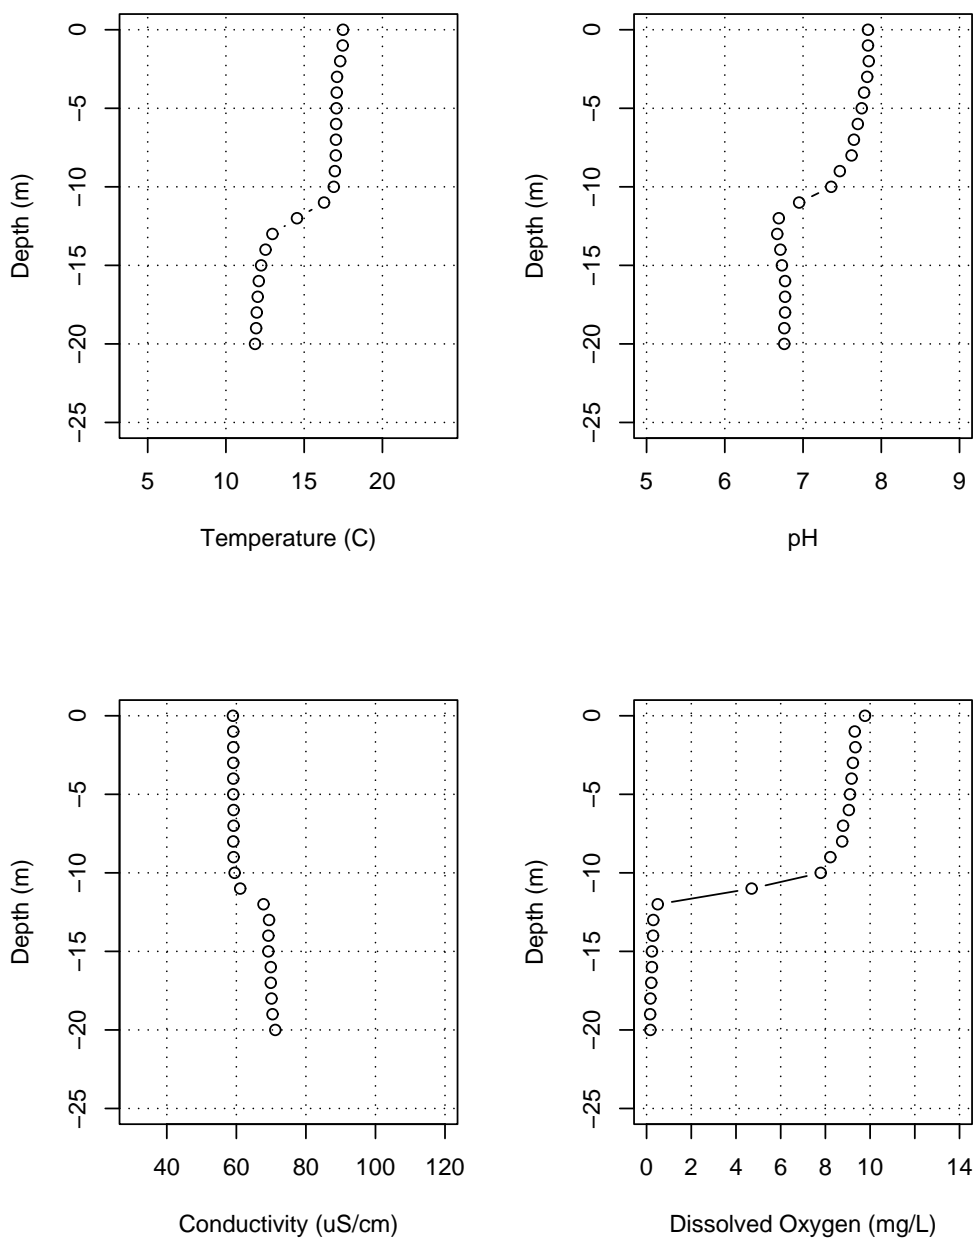 0
−5
−10
−15
−20
−25
Depth (m)
5 10 15 20
Temperature (C)
0
−5
−10
−15
−20
−25
Depth (m)
5 6 7 8 9
pH
0
−5
−10
−15
−20
−25
Depth (m)
40 60 80 100 120
Conductivity (uS/cm)
0
−5
−10
−15
−20
−25
Depth (m)
0 2 4 6 8 10 14
Dissolved Oxygen (mg/L)